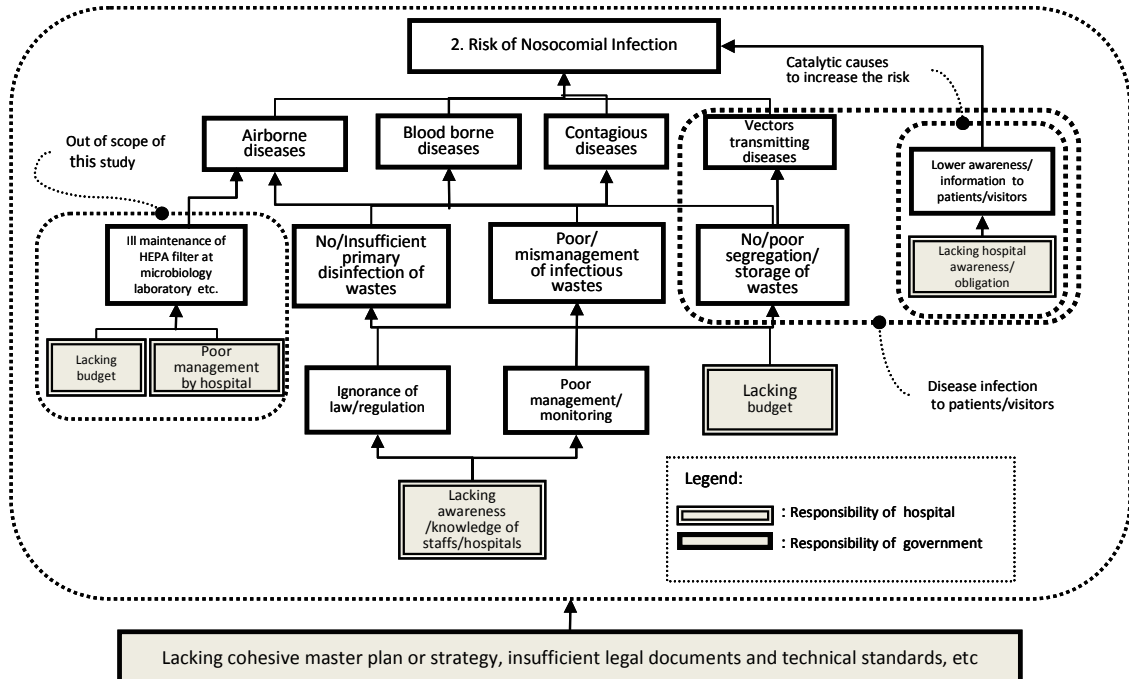 2. Risk of Nosocomial Infection
Catalytic causes
to increase the risk
Out of scope of
this study
Airborne
diseases
Blood borne
diseases
Contagious
diseases
Vectors
transmitting
diseases
Lower awareness/
information to
patients/visitors
Lacking hospital
awareness/
obligation
Ill maintenance of
HEPA filter at
microbiology
laboratory etc.
No/Insufficient
primary
disinfection of
wastes
Poor/
mismanagement
of infectious
wastes
No/poor
segregation/
storage of
wastes
Lacking
budget
Poor
management
by hospital
Ignorance of
law/regulation
Poor
management/
monitoring
Lacking
budget
Disease infection
to patients/visitors
Lacking
awareness
/knowledge of
staffs/hospitals
Legend:
: Responsibility of hospital
: Responsibility of government
Lacking cohesive master plan or strategy, insufficient legal documents and technical standards, etc